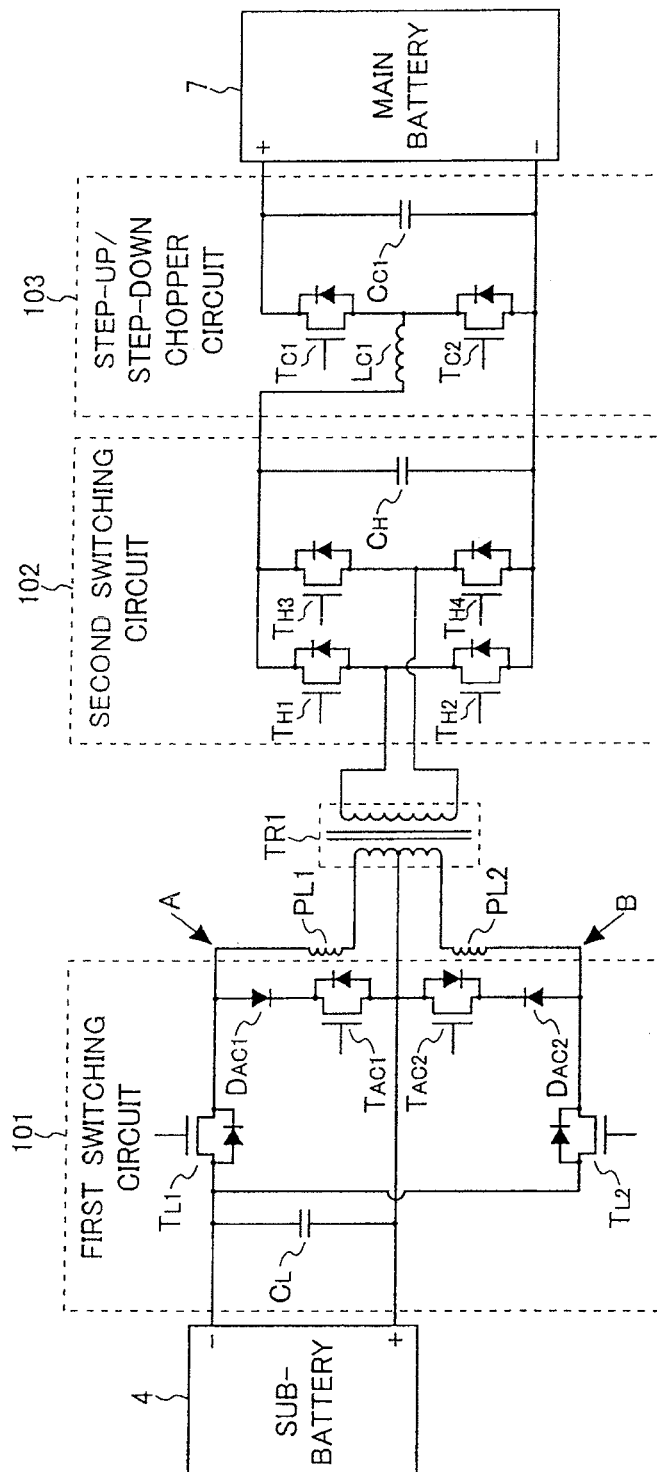 4
SUB-
BATTERY
-
+
101
FIRST SWITCHING
CIRCUIT
TL1
CL
TL2
DAC1
TAC1
TAC2
DAC2
A
B
PL1
PL2
TR1
102
SECOND SWITCHING
CIRCUIT
TH1
TH2
TH3
TH4
CH
103
STEP-UP/
STEP-DOWN
CHOPPER
CIRCUIT
TC1
LC1
TC2
CC1
7
MAIN
BATTERY
+
-